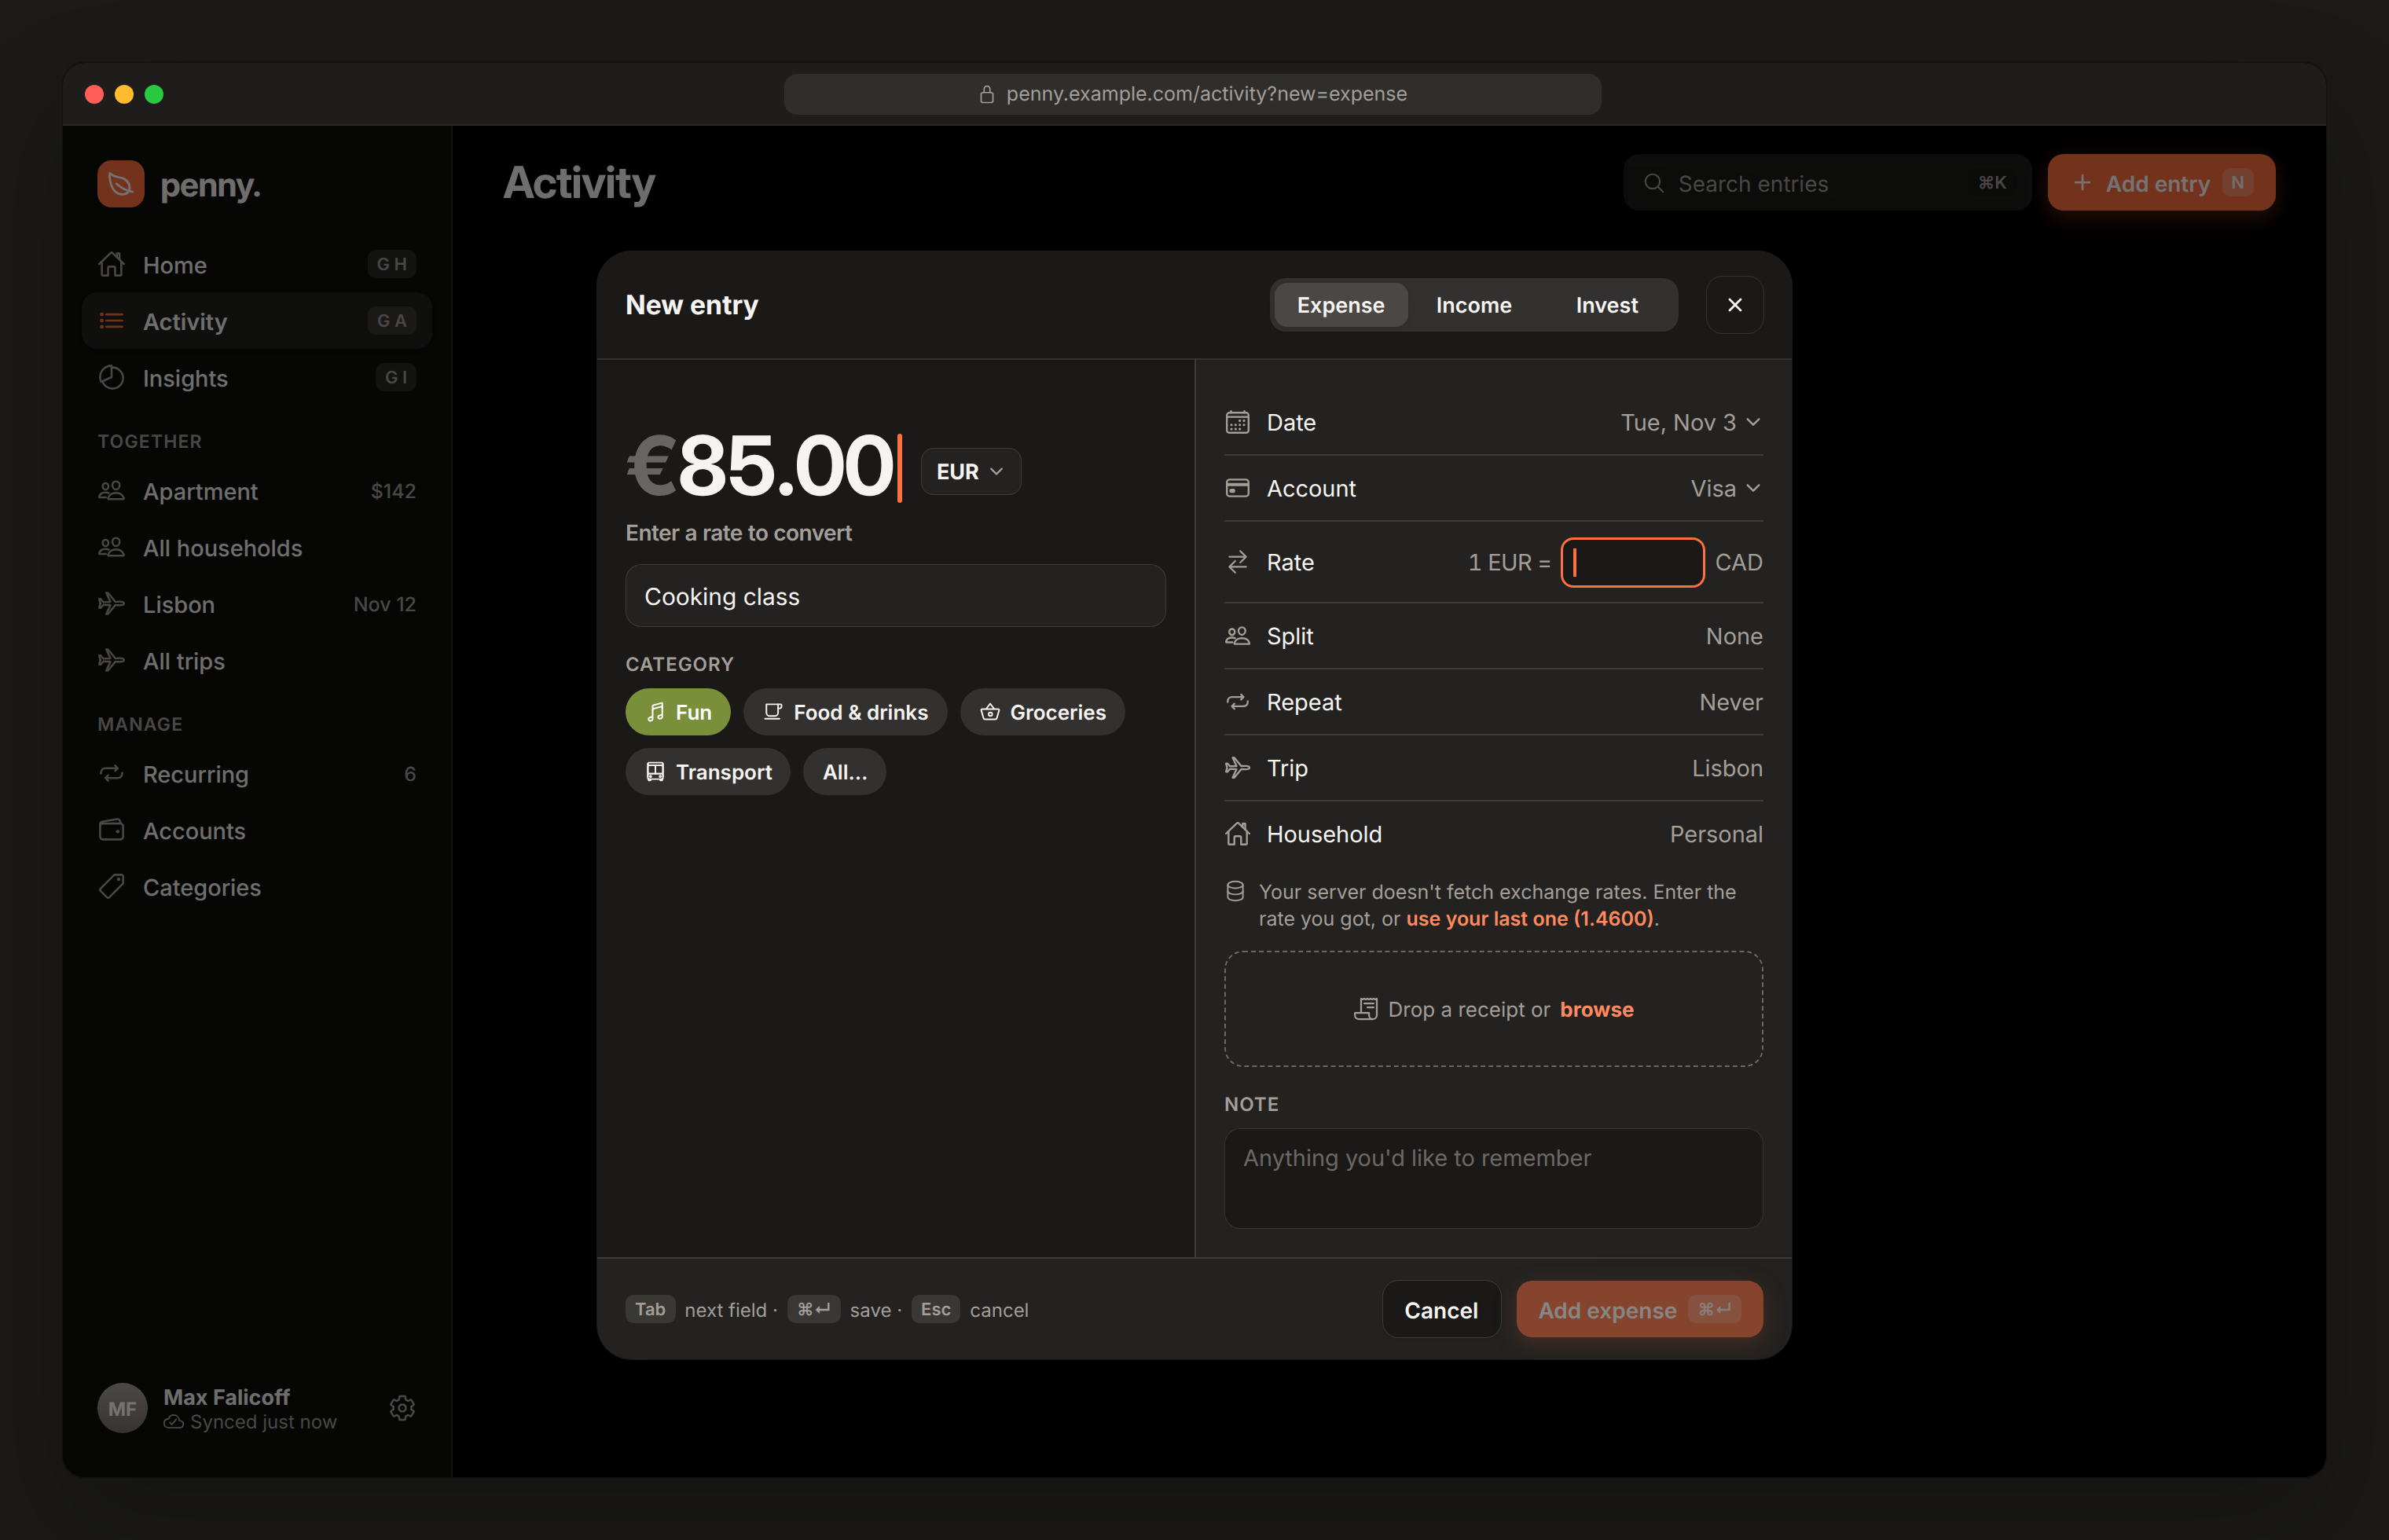 penny.example.com/activity?new=expense
penny.
Home G H
Activity G A
Insights G I
TOGETHER
Apartment $142
All households
Lisbon Nov 12
All trips
MANAGE
Recurring 6
Accounts
Categories
MF Max Falicoff
Synced just now
Activity
Search entries ⌘K
+ Add entry N
New entry
Expense Income Invest
€85.00 EUR
Enter a rate to convert
Cooking class
CATEGORY
Fun Food & drinks Groceries
Transport All...
Date Tue, Nov 3
Account Visa
Rate 1 EUR = CAD
Split None
Repeat Never
Trip Lisbon
Household Personal
Your server doesn't fetch exchange rates. Enter the
rate you got, or use your last one (1.4600).
Drop a receipt or browse
NOTE
Anything you'd like to remember
Tab next field · ⌘↵ save · Esc cancel
Cancel
Add expense ⌘↵